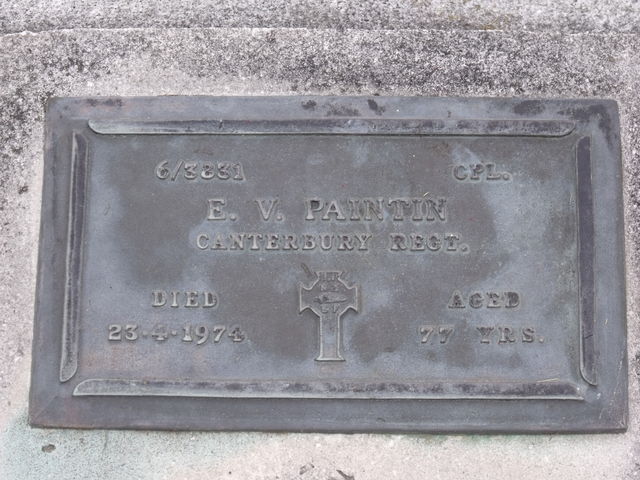 6/3831 CPL.
E. V. PAINTIN
CANTERBURY REGT.
DIED AGED
23·4·1974 77 YRS.